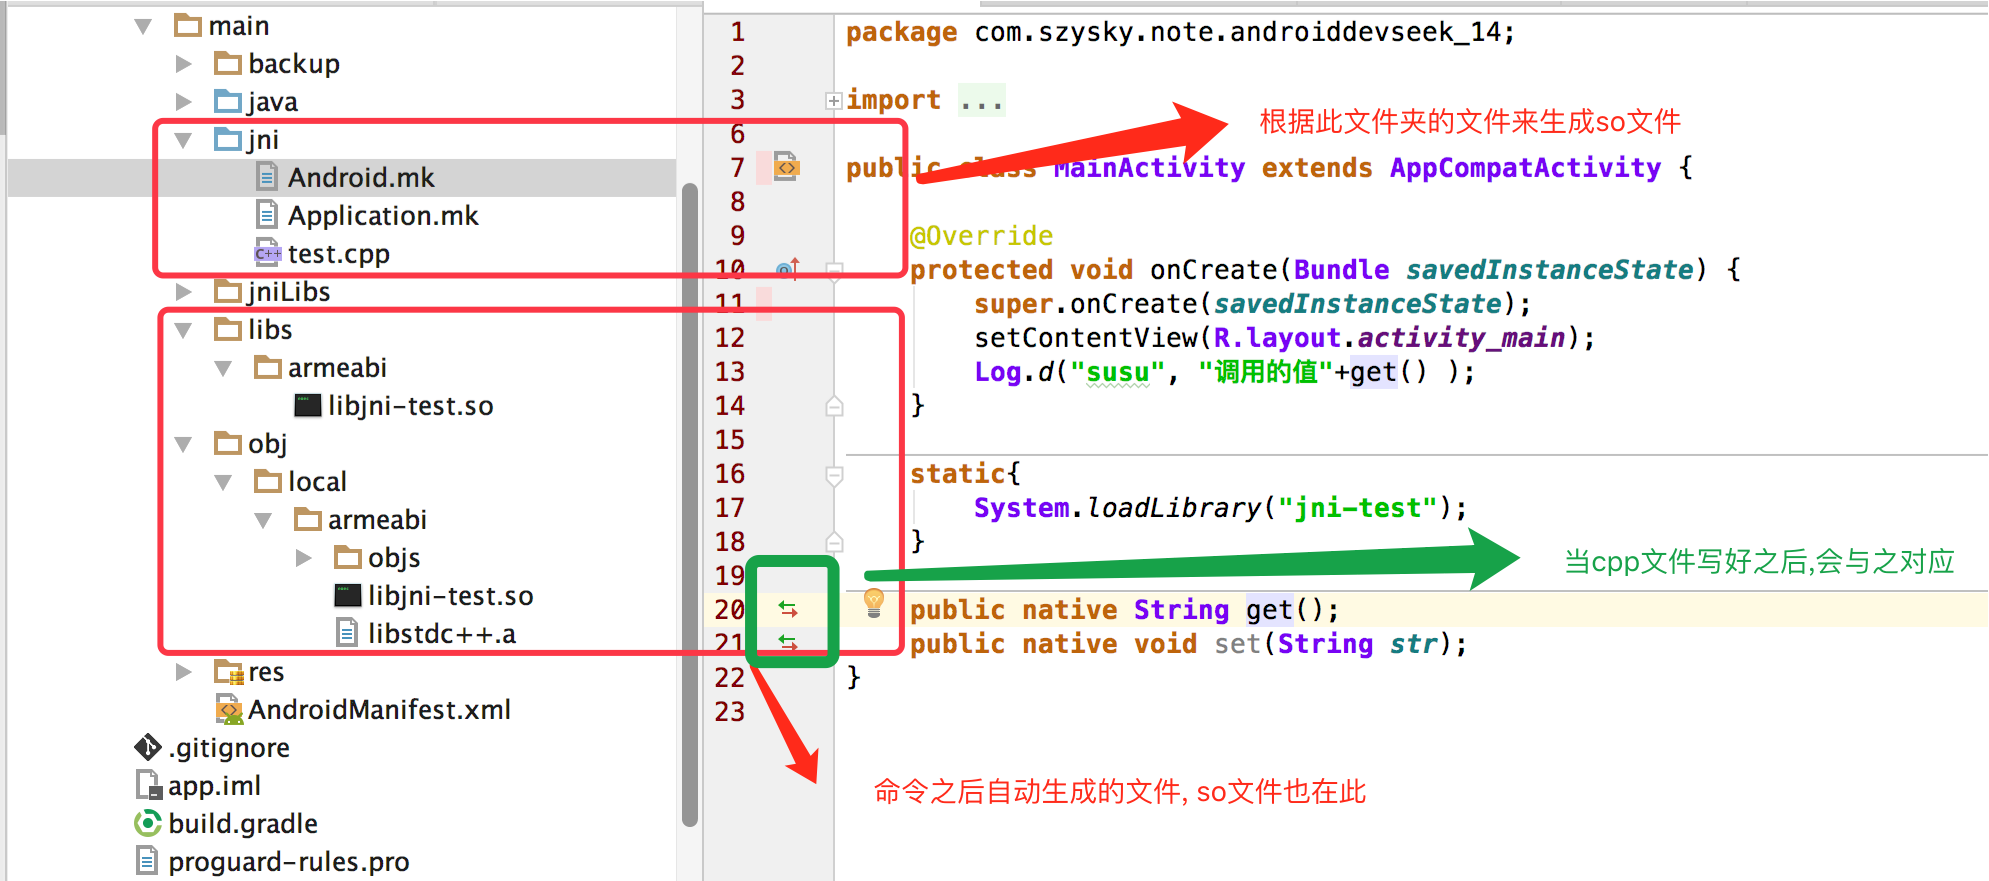 main
backup
java
jni
Android.mk
Application.mk
test.cpp
jniLibs
libs
armeabi
libjni-test.so
obj
local
armeabi
objs
libjni-test.so
libstdc++.a
res
AndroidManifest.xml
.gitignore
app.iml
build.gradle
proguard-rules.pro
1 package com.szysky.note.androiddevseek_14;
2
3 import ...
6
7 public class MainActivity extends AppCompatActivity {
8
9 @Override
10 protected void onCreate(Bundle savedInstanceState) {
11 super.onCreate(savedInstanceState);
12 setContentView(R.layout.activity_main);
13 Log.d("susu", "调用的值"+get() );
14 }
15
16 static{
17 System.loadLibrary("jni-test");
18 }
19
20 public native String get();
21 public native void set(String str);
22 }
23
根据此文件夹的文件来生成so文件
当cpp文件写好之后,会与之对应
命令之后自动生成的文件, so文件也在此